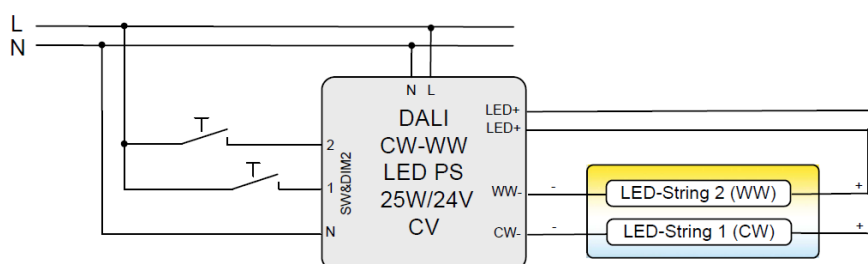 L
N
N L
DALI
CW-WW
LED PS
25W/24V
CV
SW&DIM2
2
1
N
LED+
LED+
WW-
CW-
- LED-String 2 (WW) +
- LED-String 1 (CW) +